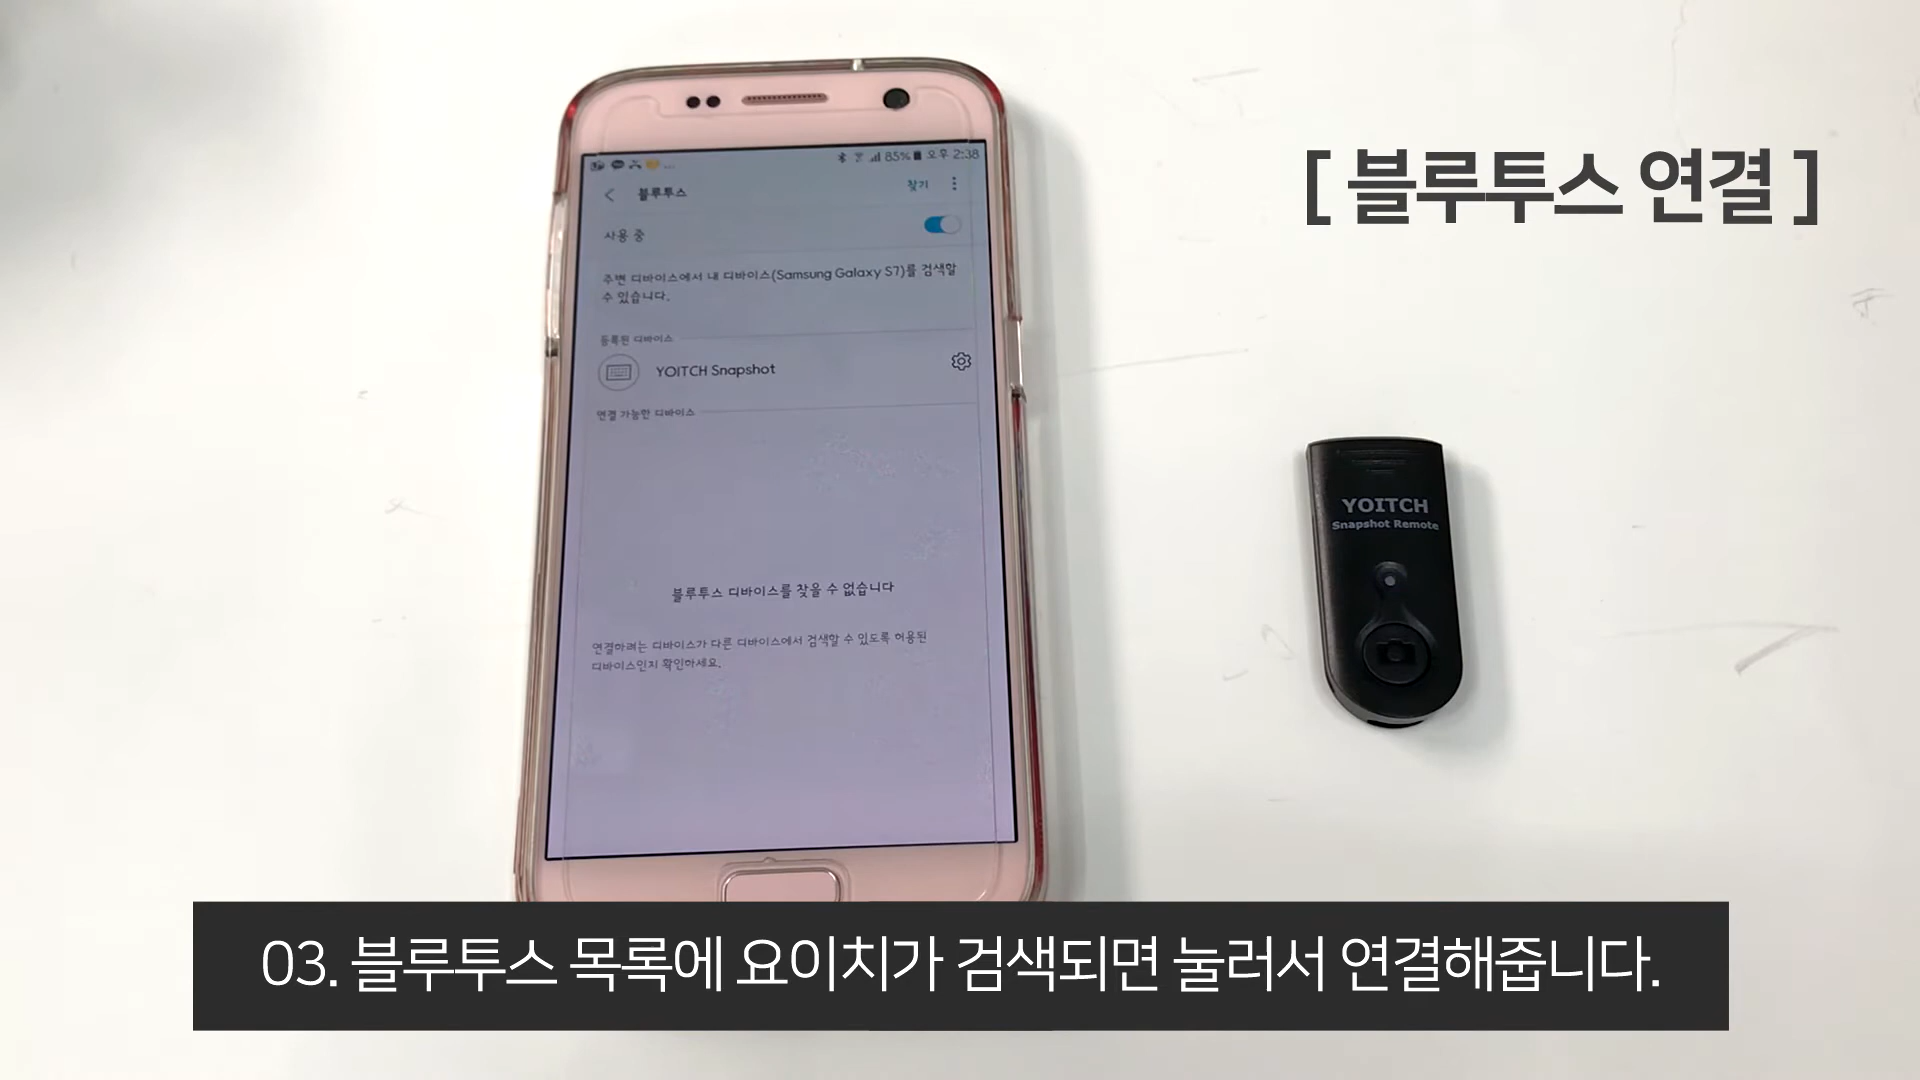 85% 오후 2:38
블루투스
찾기
사용 중
주변 디바이스에서 내 디바이스(Samsung Galaxy S7)를 검색할
수 있습니다.
등록된 디바이스
YOITCH Snapshot
연결 가능한 디바이스
블루투스 디바이스를 찾을 수 없습니다
연결하려는 디바이스가 다른 디바이스에서 검색할 수 있도록 허용된
디바이스인지 확인하세요.
[ 블루투스 연결 ]
YOITCH
Snapshot Remote
03. 블루투스 목록에 요이치가 검색되면 눌러서 연결해줍니다.